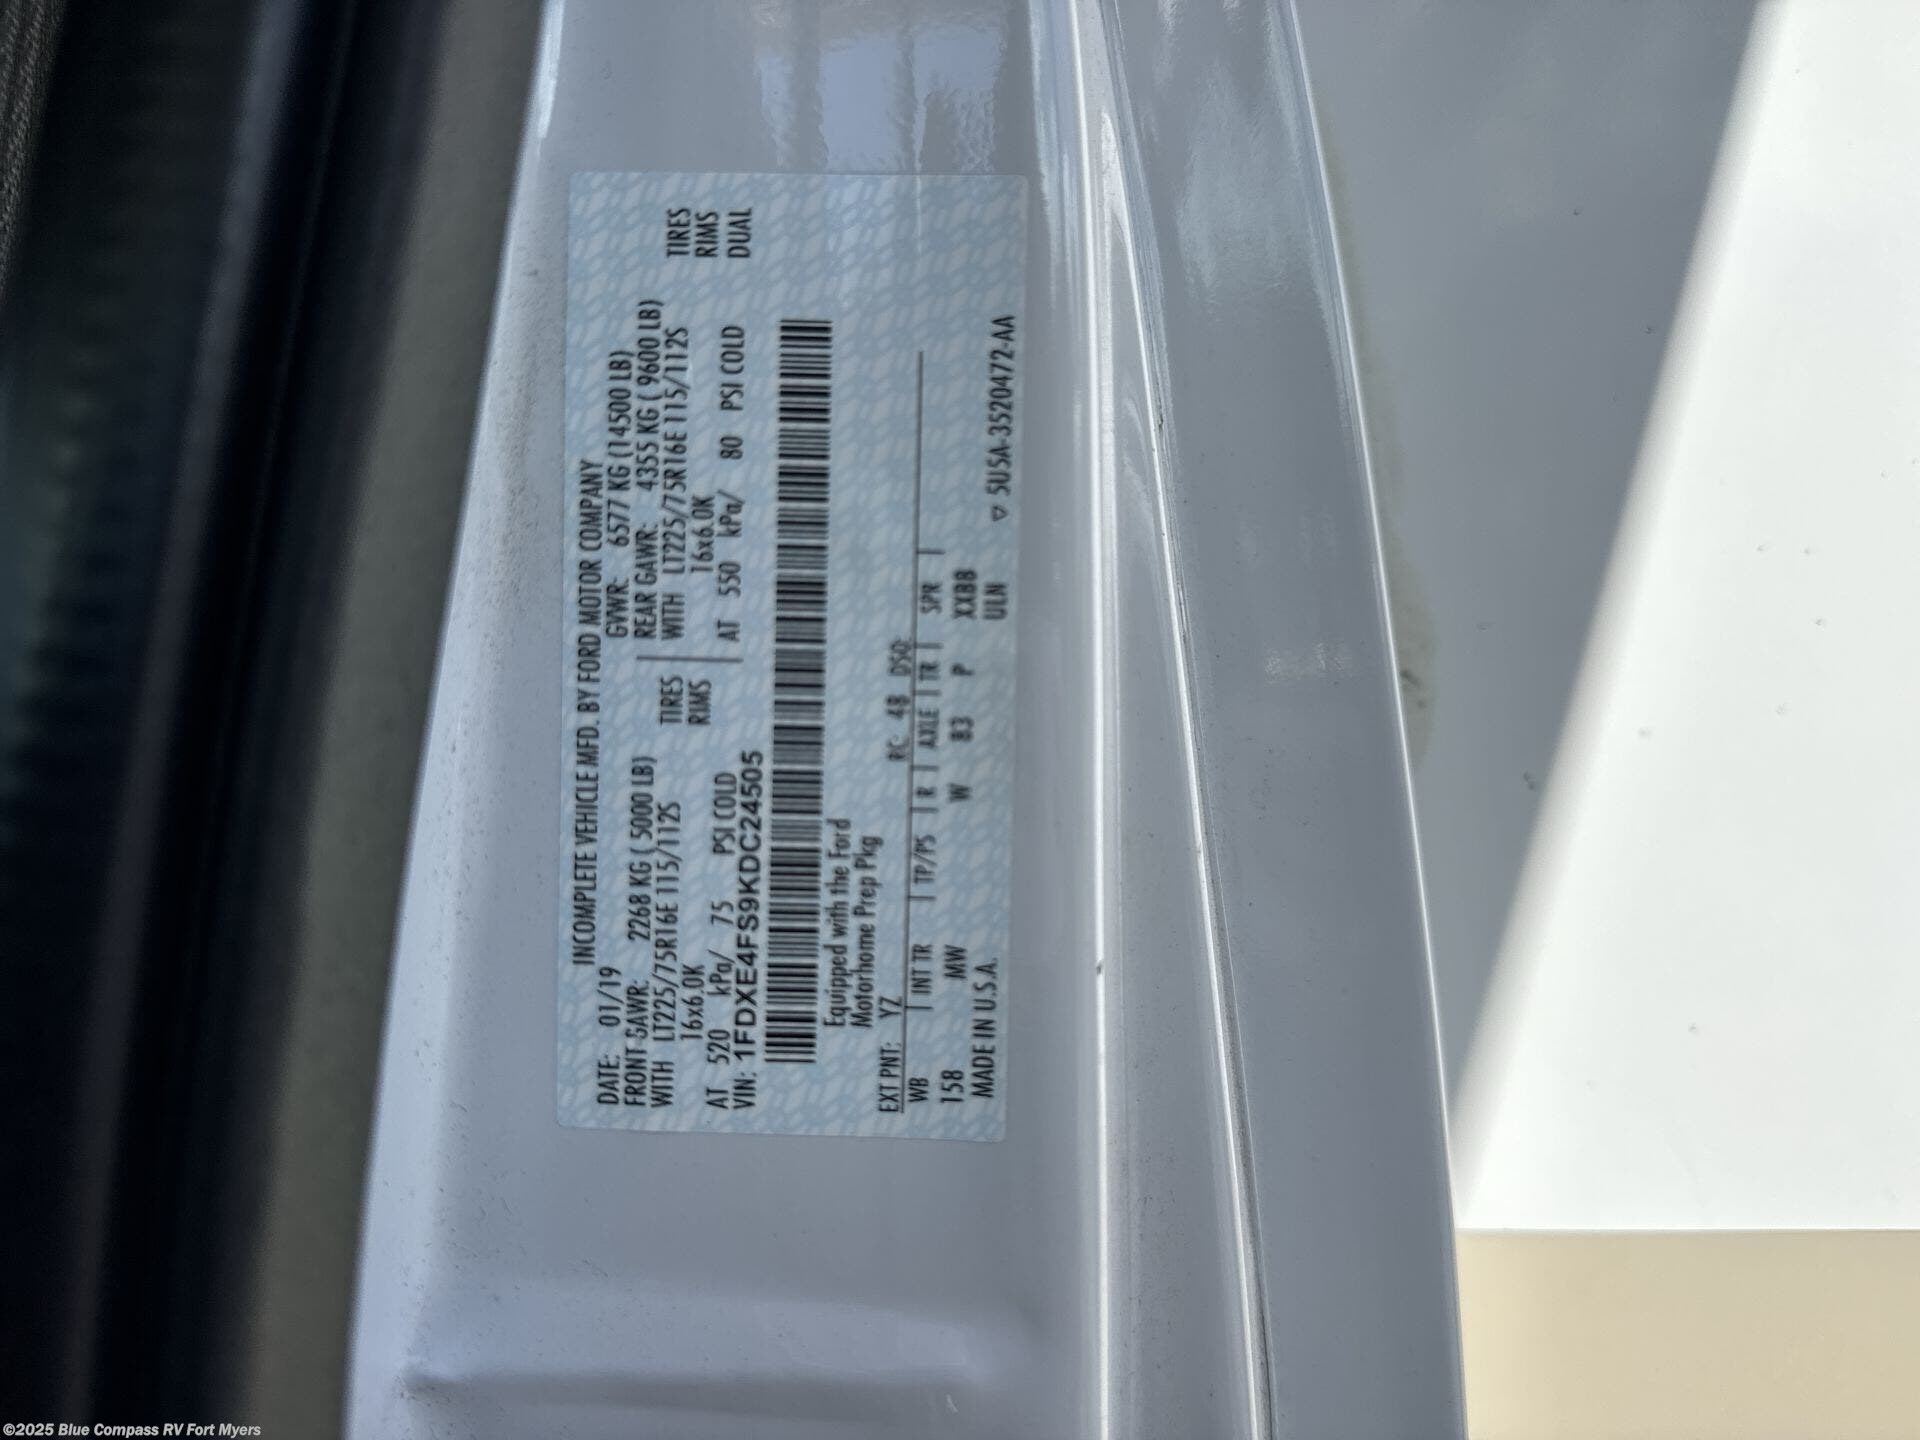 INCOMPLETE VEHICLE MFD. BY FORD MOTOR COMPANY
DATE: 01/19 GVWR: 6577 KG (14500 LB)
FRONT GAWR: 2268 KG ( 5000 LB) REAR GAWR: 4355 KG ( 9600 LB)
WITH LT225/75R16E 115/112S TIRES WITH LT225/75R16E 115/112S TIRES
16x6.0K RIMS 16x6.0K RIMS
AT 520 kPa/ 75 PSI COLD AT 550 kPa/ 80 PSI COLD DUAL
VIN: 1FDXE4FS9KDC24505
Equipped with the Ford
Motorhome Prep Pkg
EXT PNT: YZ RC: 48 DSO:
WB INT TR TP/PS R AXLE TR SPR
158 MW W 83 P XXBB
MADE IN U.S.A. ULN
▽ 5U5A-3520472-AA
©2025 Blue Compass RV Fort Myers